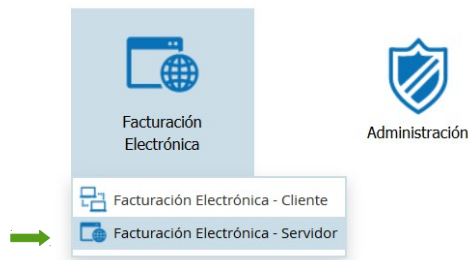 Facturación
Electrónica
Administración
Facturación Electrónica - Cliente
Facturación Electrónica - Servidor